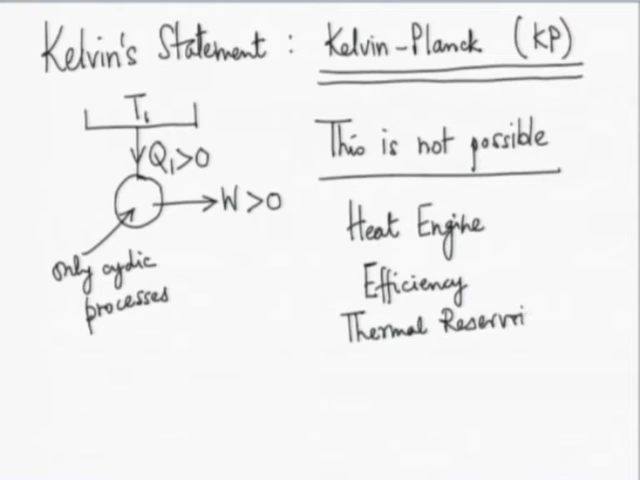 Kelvin's Statement : Kelvin-Planck (KP)
T₁
This is not possible
Q₁>0
W>0
Heat Engine
only cyclic
processes
Efficiency
Thermal Reservoi